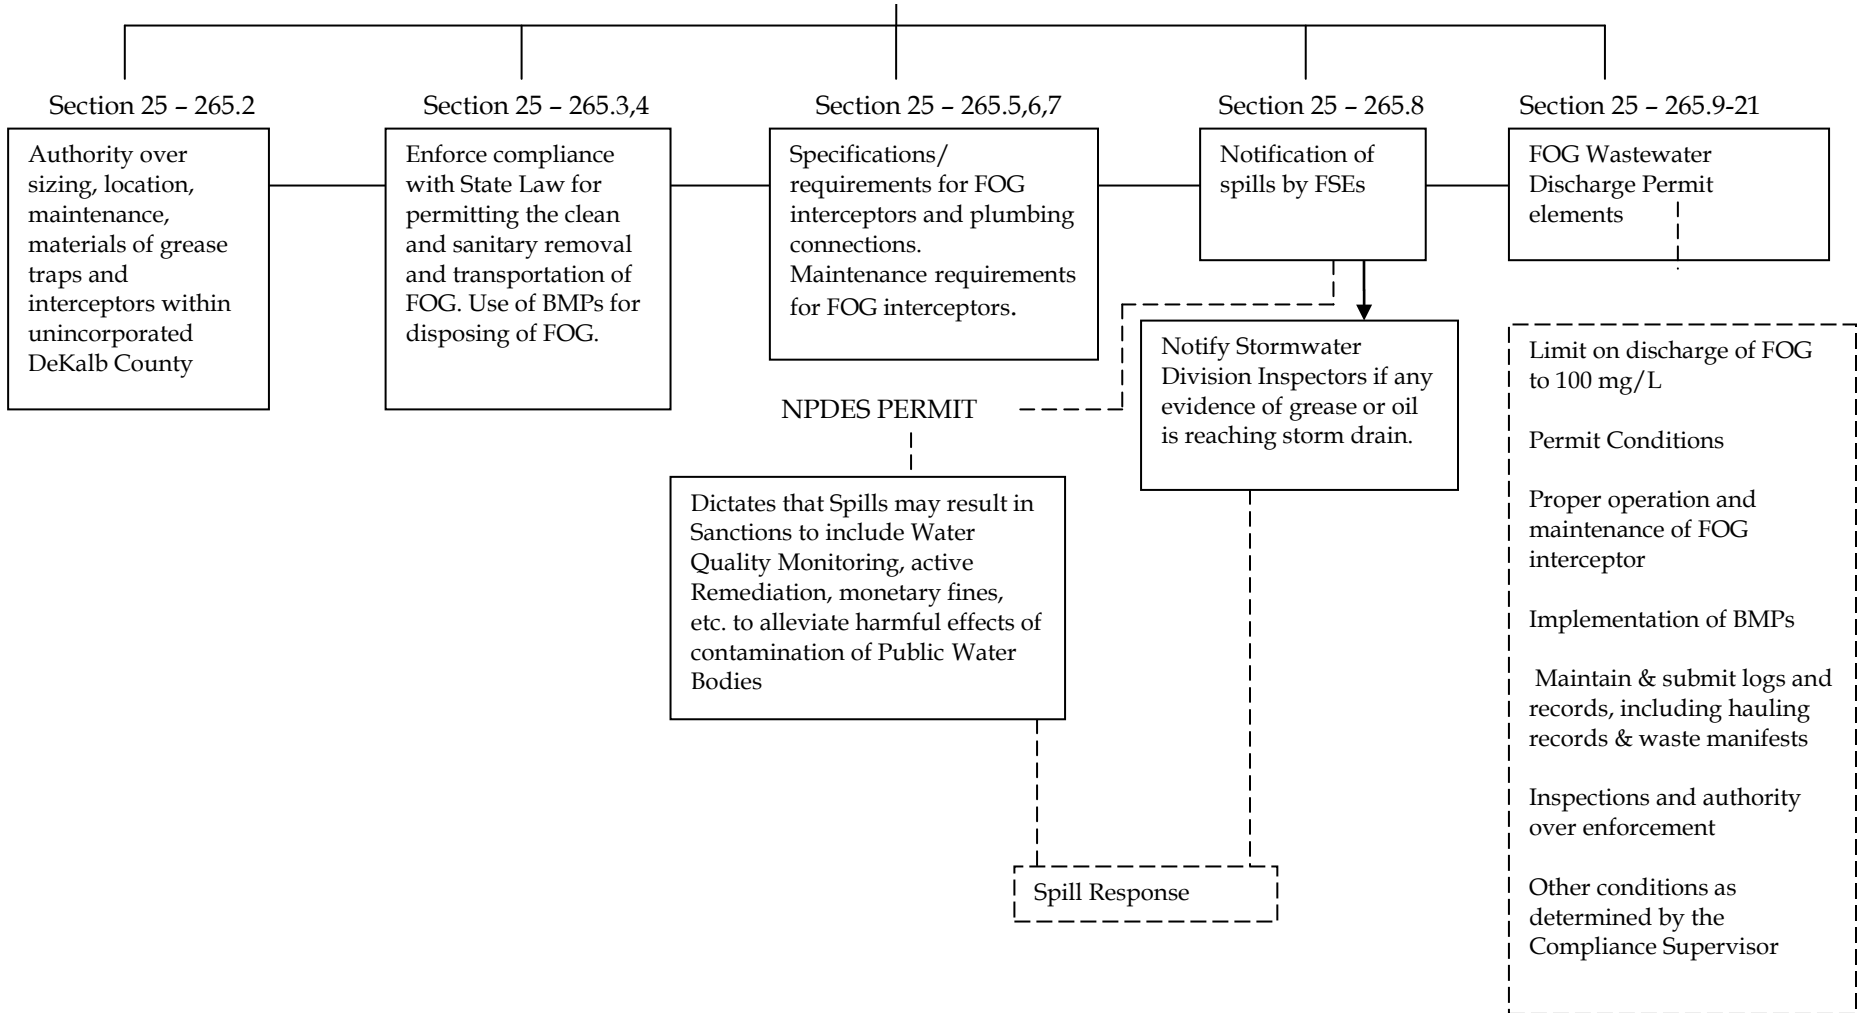 Section 25 – 265.2
Authority over
sizing, location,
maintenance,
materials of grease
traps and
interceptors within
unincorporated
DeKalb County
Section 25 – 265.3,4
Enforce compliance
with State Law for
permitting the clean
and sanitary removal
and transportation of
FOG. Use of BMPs for
disposing of FOG.
Section 25 – 265.5,6,7
Specifications/
requirements for FOG
interceptors and plumbing
connections.
Maintenance requirements
for FOG interceptors.
Section 25 – 265.8
Notification of
spills by FSEs
Section 25 – 265.9-21
FOG Wastewater
Discharge Permit
elements
Notify Stormwater
Division Inspectors if any
evidence of grease or oil
is reaching storm drain.
NPDES PERMIT
Dictates that Spills may result in
Sanctions to include Water
Quality Monitoring, active
Remediation, monetary fines,
etc. to alleviate harmful effects of
contamination of Public Water
Bodies
Spill Response
Limit on discharge of FOG
to 100 mg/L
Permit Conditions
Proper operation and
maintenance of FOG
interceptor
Implementation of BMPs
Maintain & submit logs and
records, including hauling
records & waste manifests
Inspections and authority
over enforcement
Other conditions as
determined by the
Compliance Supervisor